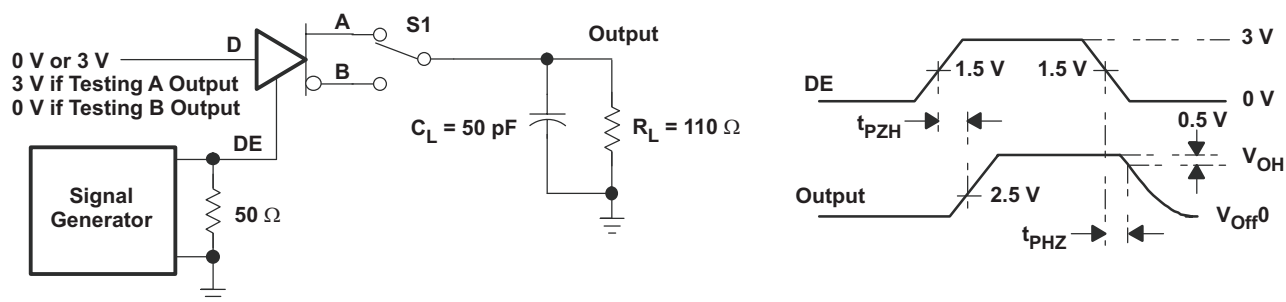 A
S1
Output
D
0 V or 3 V
3 V if Testing A Output
0 V if Testing B Output
B
C_L = 50 pF
R_L = 110 Ω
DE
Signal
Generator
50 Ω
3 V
1.5 V
1.5 V
DE
0 V
t_PZH
0.5 V
V_OH
Output
2.5 V
V_Off0
t_PHZ